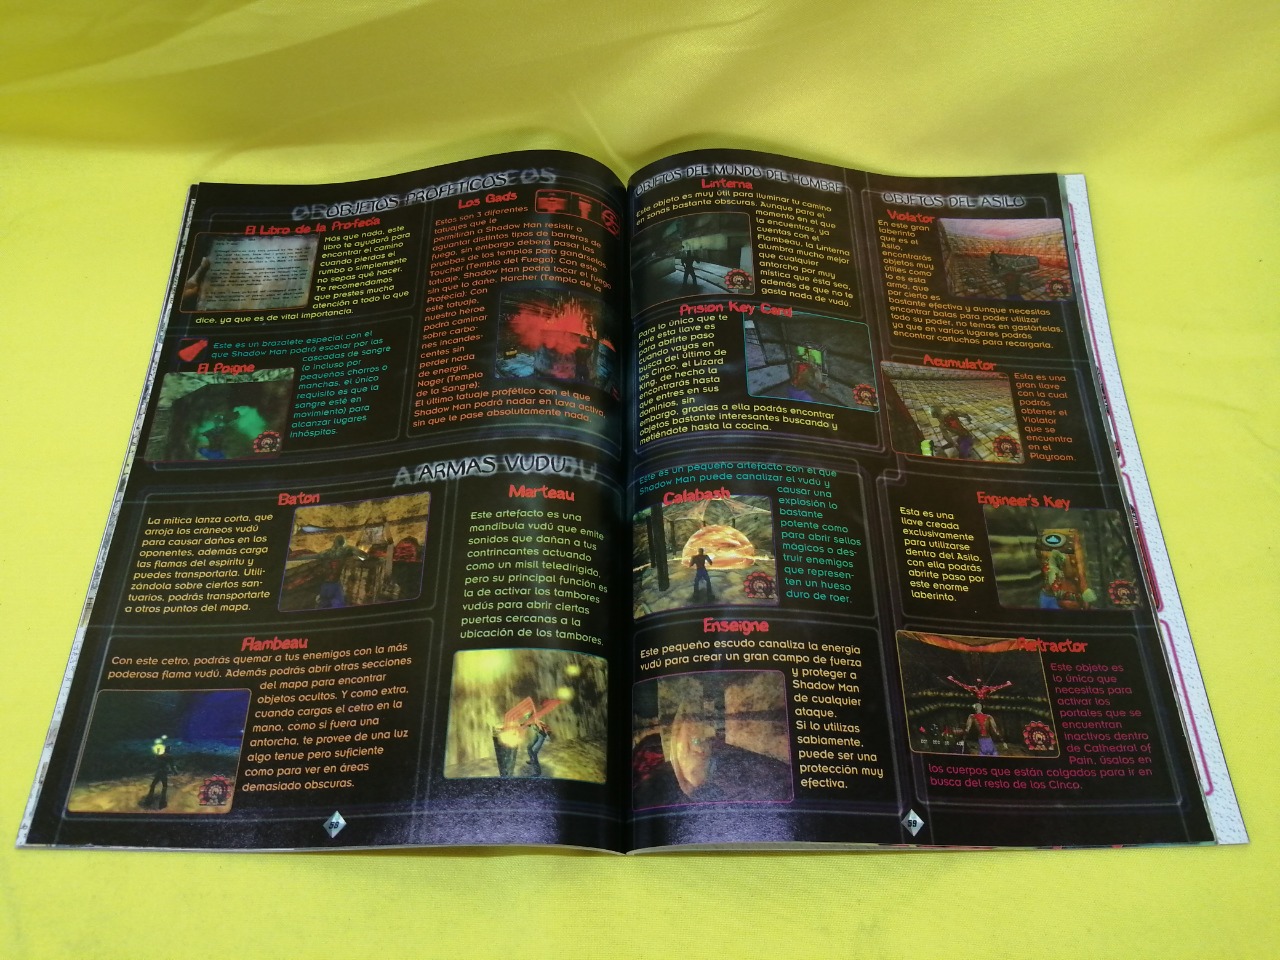 OBJETOS PROFETICOS
El Libro de la Profecía
Más que nada, este
libro te ayudará para
encontrar el camino
cuando pierdas el
rumbo o simplemente
no sepas qué hacer.
Te recomendamos
que prestes mucho
atención a todo lo que
dice, ya que es de vital importancia.
Este es un brazalete especial con el
que Shadow Man podrá escalar por las
El Poigne
cascadas de sangre
(o incluso por
pequeños chorros o
manchas, el único
requisito es que la
sangre esté en
movimiento) para
alcanzar lugares
inhóspitas.
Los Gads
Estos son 3 diferentes
tatuajes que le
permitirán a Shadow Man resistir o
aguantar distintos tipos de barreras de
fuego, sin embargo deberá pasar las
pruebas de los templos para ganárselas.
Toucher (Templo del Fuego): Con este
tatuaje, Shadow Man podrá tocar el fuego
sin que lo dañe. Marcher (Templo de la
Profecía): Con
este tatuaje,
nuestro héroe
podrá caminar
sobre carbo-
nes incandes-
centes sin
perder nada
de energía.
Nager (Templo
de la Sangre):
El último tatuaje profético con el cual
Shadow Man podrá nadar en lava activa,
sin que le pase absolutamente nada.
ARMAS VUDU
Baton
La mítica lanza corta, que
arroja los cráneos vudú
para causar daños en los
oponentes, además carga
las flamas del espíritu y
puedes transportarla. Utili-
zándola sobre ciertos san-
tuarios, podrás transportarte
a otros puntos del mapa.
Marteau
Este artefacto es una
mandíbula vudú que emite
sonidos que dañan a tus
contrincantes actuando
como un misil teledirigido,
pero su principal función es
la de activar los tambores
vudús para abrir ciertas
puertas cercanas a la
ubicación de los tambores.
Flambeau
Con este cetro, podrás quemar a tus enemigos con la más
poderosa flama vudú. Además podrás abrir otras secciones
del mapa para encontrar
objetos ocultos. Y como extra,
cuando cargas el cetro en la
mano, como si fuera una
antorcha, te provee de una luz
algo tenue pero suficiente
como para ver en áreas
demasiado obscuras.
58
OBJETOS DEL MUNDO DEL HOMBRE
Linterna
Este objeto es muy útil para iluminar tu camino
en zonas bastante obscuras. Aunque para el
momento en el que
la encuentras, ya
cuentas con el
Flambeau, la Linterna
alumbra mucho mejor
que cualquier
antorcha por muy
mística que ésta sea,
además de que no te
gasta nada de vudú.
Prision Key Card
Para lo único que te
sirve esta llave es
para abrirte paso
cuando vayas en
busca del último de
los Cinco, el Lizard
King, de hecho la
encontrarás hasta
que entres en sus
dominios, sin
embargo, gracias a ella podrás encontrar
objetos bastante interesantes buscando y
metiéndote hasta la cocina.
Este es un pequeño artefacto con el que
Shadow Man puede canalizar el vudú y
Calabash
causar una
explosión lo
bastante
potente como
para abrir sellos
mágicos o des-
truir enemigos
que represen-
ten un hueso
duro de roer.
Enseigne
Este pequeño escudo canaliza la energía
vudú para crear un gran campo de fuerza
y proteger a
Shadow Man
de cualquier
ataque.
Si lo utilizas
sabiamente,
puede ser una
protección muy
efectiva.
OBJETOS DEL ASILO
Violator
En este gran
laberinto
que es el
Asilo,
encontrarás
objetos muy
útiles como
lo es esta
arma, que
por cierto es
bastante efectiva y aunque necesitas
encontrar balas para poder utilizar
todo su poder, no temas en gastártelas,
ya que en varios lugares podrás
encontrar cartuchos para recargarla.
Acumulator
Esta es una
gran llave
con la cual
podrás
obtener el
Violator
que se
encuentra
en el
Playroom.
Engineer's Key
Esta es una
llave creada
exclusivamente
para utilizarse
dentro del Asilo,
con ella podrás
abrirte paso por
este enorme
laberinto.
Retractor
Este objeto es
lo único que
necesitas para
activar los
portales que se
encuentran
inactivos dentro
de Cathedral of
Pain, úsalos en
los cuerpos que están colgados para ir en
busca del resto de los Cinco.
59